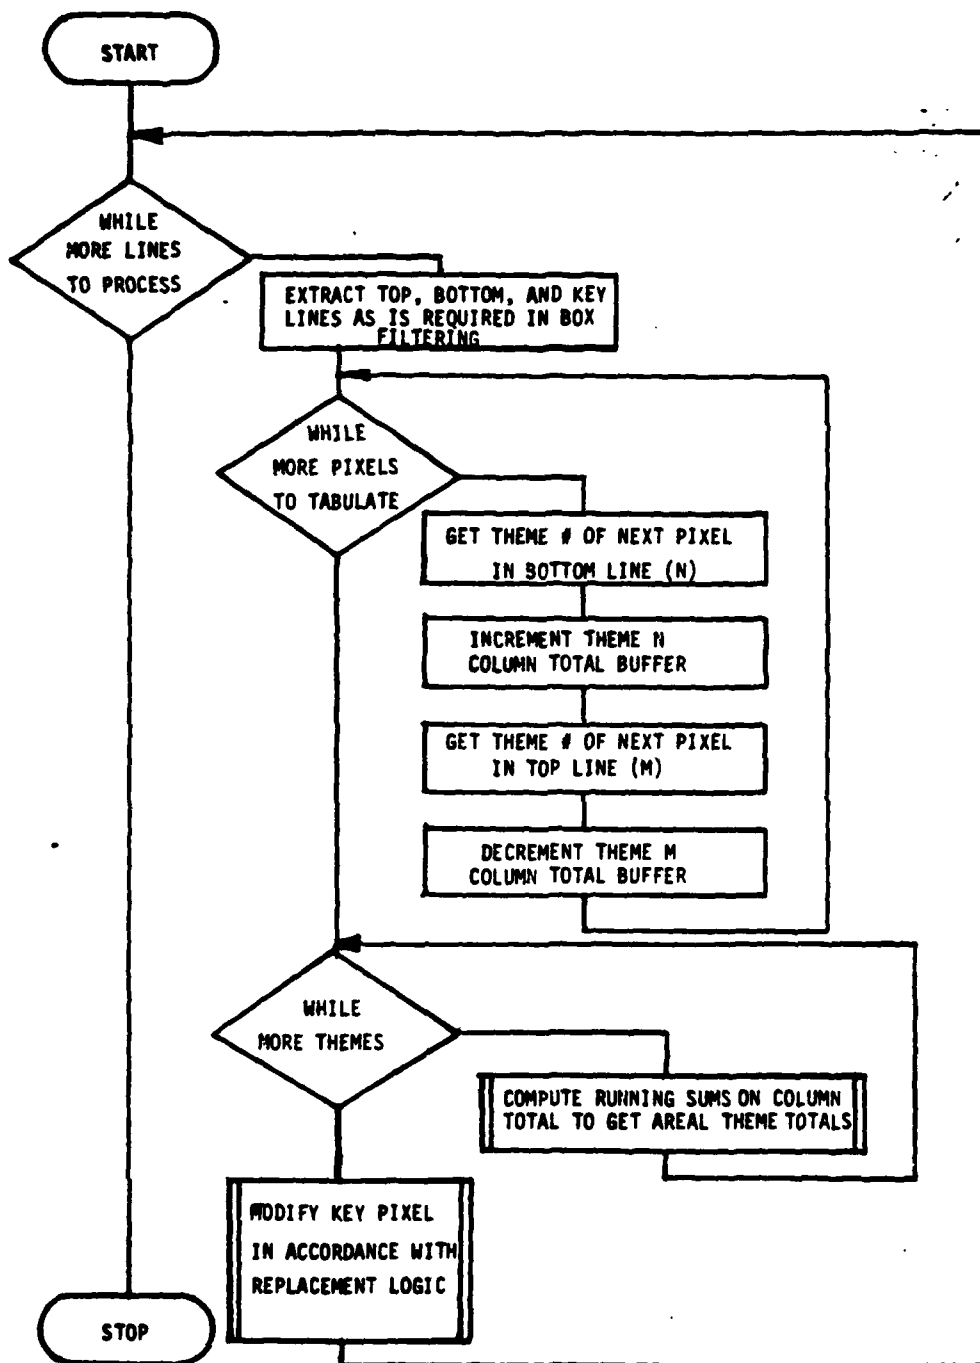 START
WHILE
MORE LINES
TO PROCESS
EXTRACT TOP, BOTTOM, AND KEY
LINES AS IS REQUIRED IN BOX
FILTERING
WHILE
MORE PIXELS
TO TABULATE
GET THEME # OF NEXT PIXEL
IN BOTTOM LINE (N)
INCREMENT THEME N
COLUMN TOTAL BUFFER
GET THEME # OF NEXT PIXEL
IN TOP LINE (M)
DECREMENT THEME M
COLUMN TOTAL BUFFER
WHILE
MORE THEMES
COMPUTE RUNNING SUMS ON COLUMN
TOTAL TO GET AREAL THEME TOTALS
MODIFY KEY PIXEL
IN ACCORDANCE WITH
REPLACEMENT LOGIC
STOP